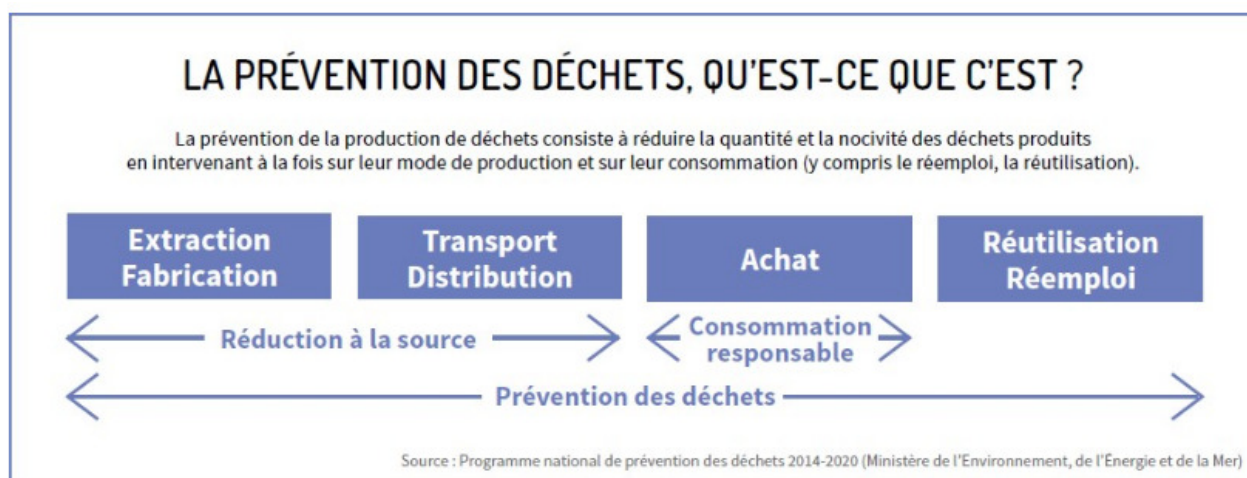 LA PRÉVENTION DES DÉCHETS, QU'EST-CE QUE C'EST ?
La prévention de la production de déchets consiste à réduire la quantité et la nocivité des déchets produits
en intervenant à la fois sur leur mode de production et sur leur consommation (y compris le réemploi, la réutilisation).
Extraction
Fabrication
Transport
Distribution
Achat
Réutilisation
Réemploi
Réduction à la source
Consommation
responsable
Prévention des déchets
Source : Programme national de prévention des déchets 2014-2020 (Ministère de l'Environnement, de l'Énergie et de la Mer)